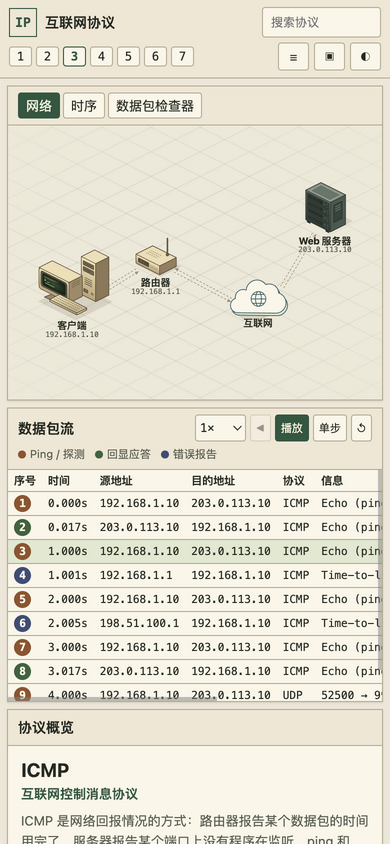 IP 互联网协议 搜索协议
1 2 3 4 5 6 7
网络 时序 数据包检查器
Web 服务器
203.0.113.10
路由器
192.168.1.1
客户端
192.168.1.10
互联网
数据包流 1× 播放 单步
Ping / 探测 回显应答 错误报告
序号 时间 源地址 目的地址 协议 信息
1 0.000s 192.168.1.10 203.0.113.10 ICMP Echo (pin
2 0.017s 203.0.113.10 192.168.1.10 ICMP Echo (pin
3 1.000s 192.168.1.10 203.0.113.10 ICMP Echo (pin
4 1.001s 192.168.1.1 192.168.1.10 ICMP Time-to-l
5 2.000s 192.168.1.10 203.0.113.10 ICMP Echo (pin
6 2.005s 198.51.100.1 192.168.1.10 ICMP Time-to-l
7 3.000s 192.168.1.10 203.0.113.10 ICMP Echo (pin
8 3.017s 203.0.113.10 192.168.1.10 ICMP Echo (pin
9 4.000s 192.168.1.10 203.0.113.10 UDP 52500 → 9
协议概览
ICMP
互联网控制消息协议
ICMP 是网络回报情况的方式：路由器报告某个数据包的时间
用完了，服务器报告某个端口上没有程序在监听，ping 和